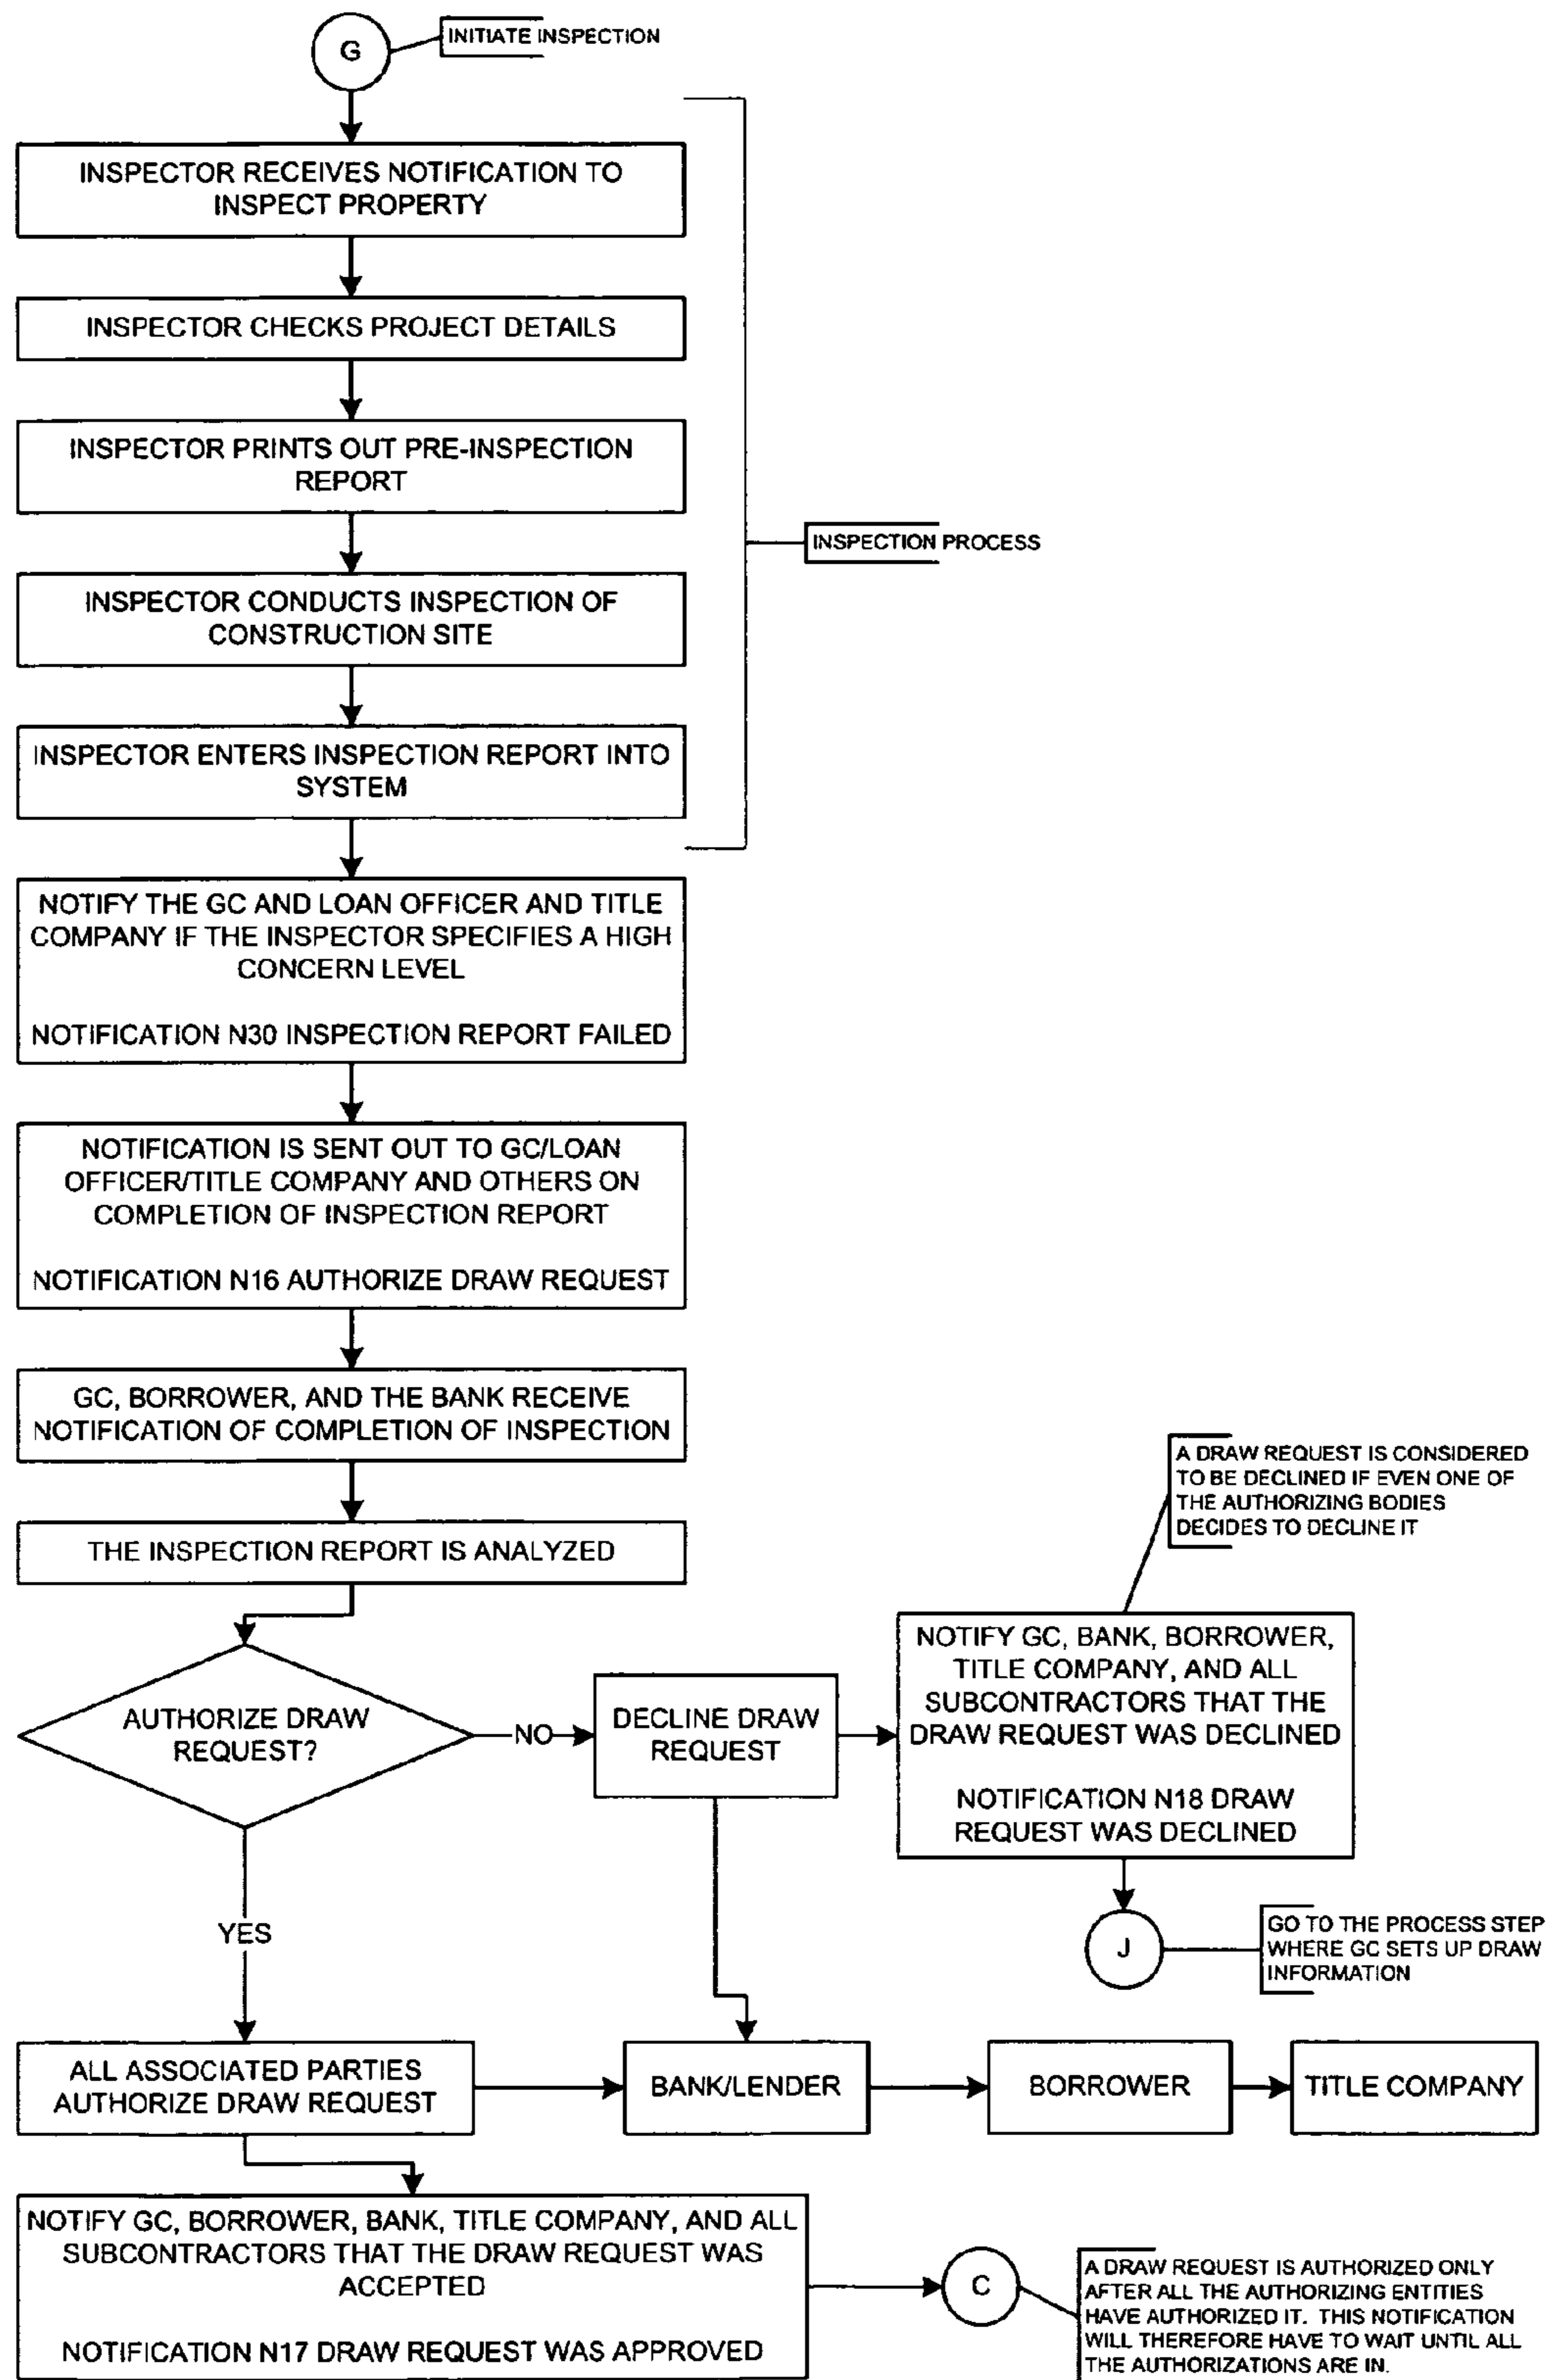 G
INITIATE INSPECTION
INSPECTOR RECEIVES NOTIFICATION TO
INSPECT PROPERTY
INSPECTOR CHECKS PROJECT DETAILS
INSPECTOR PRINTS OUT PRE-INSPECTION
REPORT
INSPECTION PROCESS
INSPECTOR CONDUCTS INSPECTION OF
CONSTRUCTION SITE
INSPECTOR ENTERS INSPECTION REPORT INTO
SYSTEM
NOTIFY THE GC AND LOAN OFFICER AND TITLE
COMPANY IF THE INSPECTOR SPECIFIES A HIGH
CONCERN LEVEL
NOTIFICATION N30 INSPECTION REPORT FAILED
NOTIFICATION IS SENT OUT TO GC/LOAN
OFFICER/TITLE COMPANY AND OTHERS ON
COMPLETION OF INSPECTION REPORT
NOTIFICATION N16 AUTHORIZE DRAW REQUEST
GC, BORROWER, AND THE BANK RECEIVE
NOTIFICATION OF COMPLETION OF INSPECTION
THE INSPECTION REPORT IS ANALYZED
A DRAW REQUEST IS CONSIDERED
TO BE DECLINED IF EVEN ONE OF
THE AUTHORIZING BODIES
DECIDES TO DECLINE IT
AUTHORIZE DRAW
REQUEST?
NO
DECLINE DRAW
REQUEST
NOTIFY GC, BANK, BORROWER,
TITLE COMPANY, AND ALL
SUBCONTRACTORS THAT THE
DRAW REQUEST WAS DECLINED
NOTIFICATION N18 DRAW
REQUEST WAS DECLINED
YES
J
GO TO THE PROCESS STEP
WHERE GC SETS UP DRAW
INFORMATION
ALL ASSOCIATED PARTIES
AUTHORIZE DRAW REQUEST
BANK/LENDER
BORROWER
TITLE COMPANY
NOTIFY GC, BORROWER, BANK, TITLE COMPANY, AND ALL
SUBCONTRACTORS THAT THE DRAW REQUEST WAS
ACCEPTED
NOTIFICATION N17 DRAW REQUEST WAS APPROVED
C
A DRAW REQUEST IS AUTHORIZED ONLY
AFTER ALL THE AUTHORIZING ENTITIES
HAVE AUTHORIZED IT. THIS NOTIFICATION
WILL THEREFORE HAVE TO WAIT UNTIL ALL
THE AUTHORIZATIONS ARE IN.